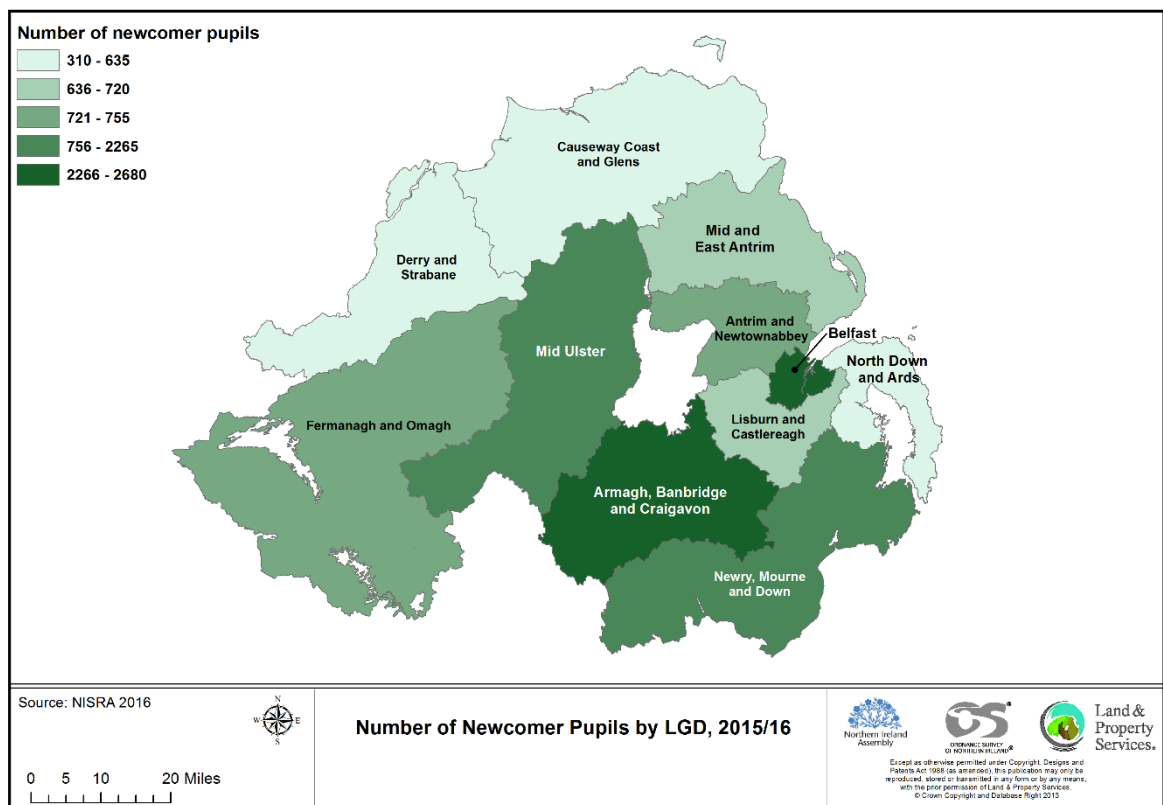 Number of newcomer pupils
310 - 635
636 - 720
721 - 755
756 - 2265
2266 - 2680
Causeway Coast
and Glens
Derry and
Strabane
Mid and
East Antrim
Antrim and
Newtownabbey
Belfast
Mid Ulster
North Down
and Ards
Fermanagh and Omagh
Lisburn and
Castlereagh
Armagh, Banbridge
and Craigavon
Newry, Mourne
and Down
Source: NISRA 2016
N
W E
S
0 5 10 20 Miles
Number of Newcomer Pupils by LGD, 2015/16
Northern Ireland
Assembly
OS®
ORDNANCE SURVEY
OF NORTHERN IRELAND®
Land &
Property
Services.
Except as otherwise permitted under Copyright, Designs and
Patents Act 1988 (as amended), this publication may only be
reproduced, stored or transmitted in any form or by any means,
with the prior permission of Land & Property Services.
© Crown Copyright and Database Right 2013